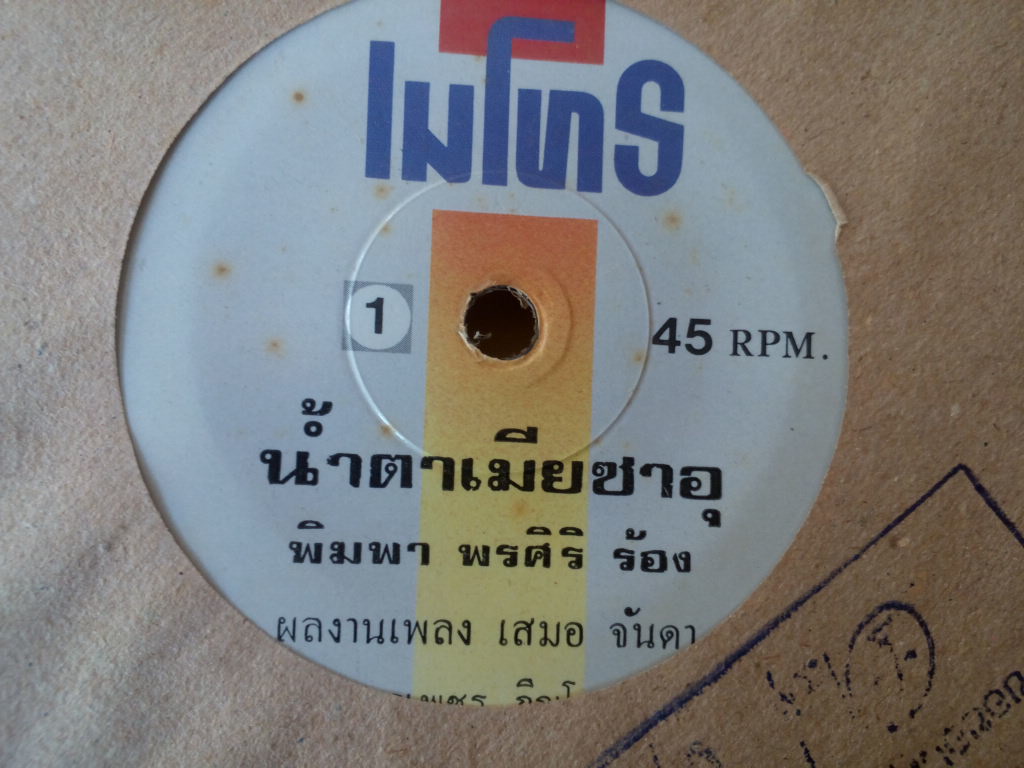 เมโทร
1
45 RPM.
น้ำตาเมียซาอุ
พิมพา พรศิริ ร้อง
ผลงานเพลง เสมอ จันดา